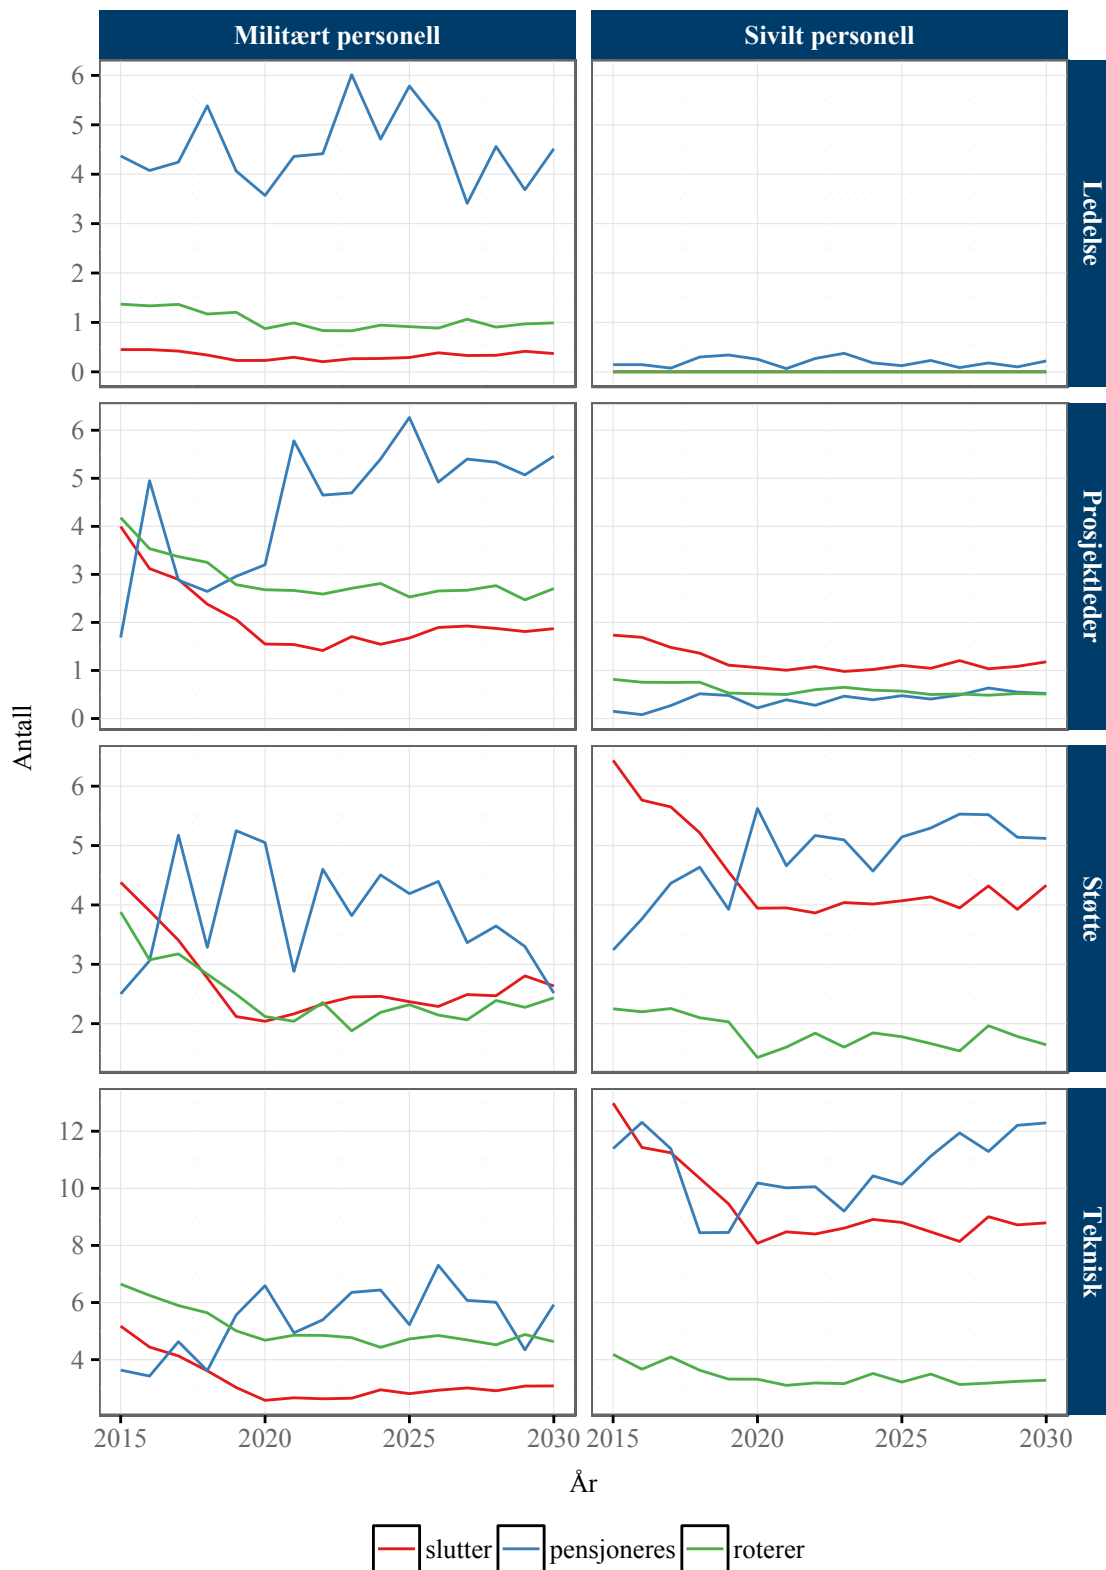 Militært personell
Sivilt personell
6
5
4
3
2
1
0
Ledelse
6
5
4
3
2
1
0
Prosjektleder
6
5
4
3
2
Støtte
12
10
8
6
4
Teknisk
Antall
2015
2020
2025
2030
2015
2020
2025
2030
År
slutter
pensjoneres
roterer